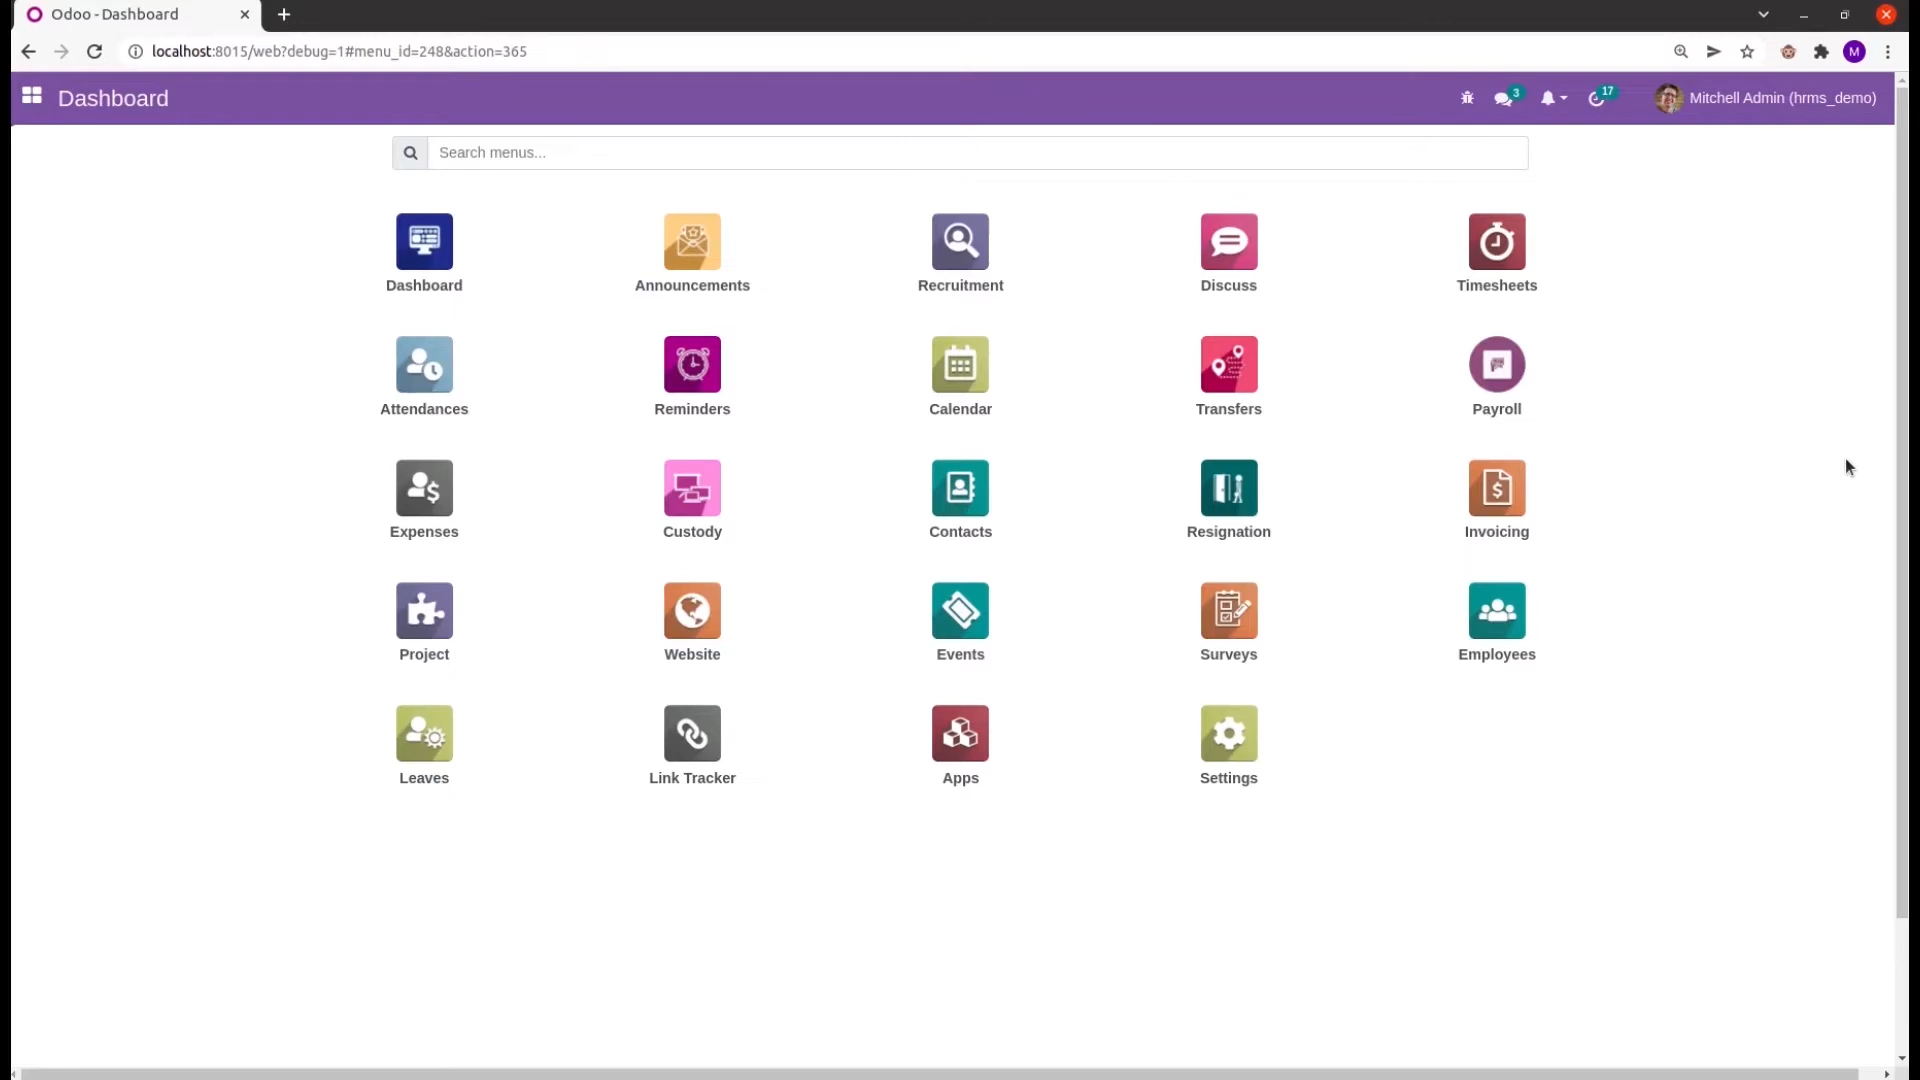 Odoo - Dashboard
localhost:8015/web?debug=1#menu_id=248&action=365
M
Dashboard
3
17
Mitchell Admin (hrms_demo)
Search menus...
Dashboard
Announcements
Recruitment
Discuss
Timesheets
Attendances
Reminders
Calendar
Transfers
Payroll
Expenses
Custody
Contacts
Resignation
Invoicing
Project
Website
Events
Surveys
Employees
Leaves
Link Tracker
Apps
Settings